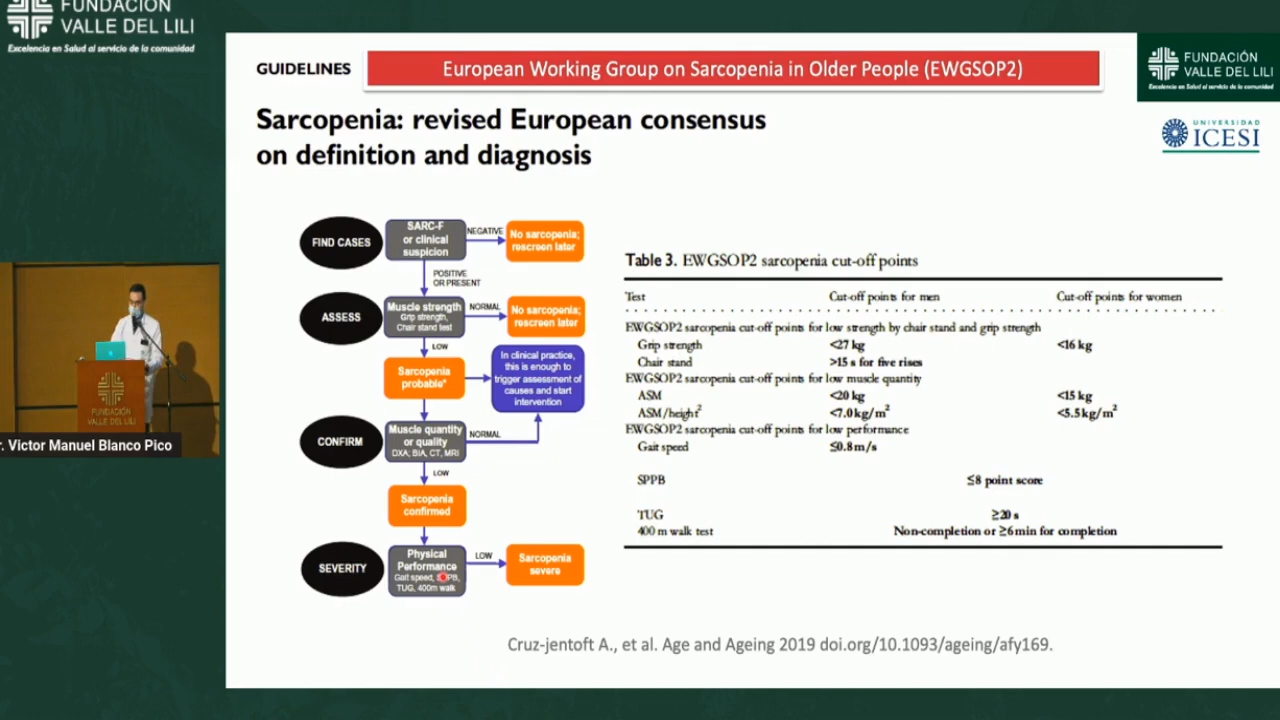 FUNDACIÓN
VALLE DEL LILI
Excelencia en Salud al servicio de la comunidad
GUIDELINES
European Working Group on Sarcopenia in Older People (EWGSOP2)
FUNDACIÓN
VALLE DEL LILI
Excelencia en Salud al servicio de la comunidad
UNIVERSIDAD
ICESI
Sarcopenia: revised European consensus
on definition and diagnosis
FIND CASES
SARC-F
or clinical
suspicion
NEGATIVE
No sarcopenia;
rescreen later
POSITIVE
OR PRESENT
ASSESS
Muscle strength
Grip strength,
Chair stand test
NORMAL
No sarcopenia;
rescreen later
LOW
Sarcopenia
probable*
In clinical practice,
this is enough to
trigger assessment of
causes and start
intervention
CONFIRM
Muscle quantity
or quality
DXA; BIA, CT, MRI
NORMAL
LOW
Sarcopenia
confirmed
SEVERITY
Physical
Performance
Gait speed,
TUG, 400m walk
LOW
Sarcopenia
severe
Table 3. EWGSOP2 sarcopenia cut-off points
Test Cut-off points for men Cut-off points for women
EWGSOP2 sarcopenia cut-off points for low strength by chair stand and grip strength
Grip strength <27 kg <16 kg
Chair stand >15 s for five rises
EWGSOP2 sarcopenia cut-off points for low muscle quantity
ASM <20 kg <15 kg
ASM/height² <7.0 kg/m² <5.5 kg/m²
EWGSOP2 sarcopenia cut-off points for low performance
Gait speed ≤0.8 m/s
SPPB ≤8 point score
TUG ≥20 s
400 m walk test Non-completion or ≥6 min for completion
Cruz-jentoft A., et al. Age and Ageing 2019 doi.org/10.1093/ageing/afy169.
FUNDACIÓN
VALLE DEL LILI
r. Victor Manuel Blanco Pico